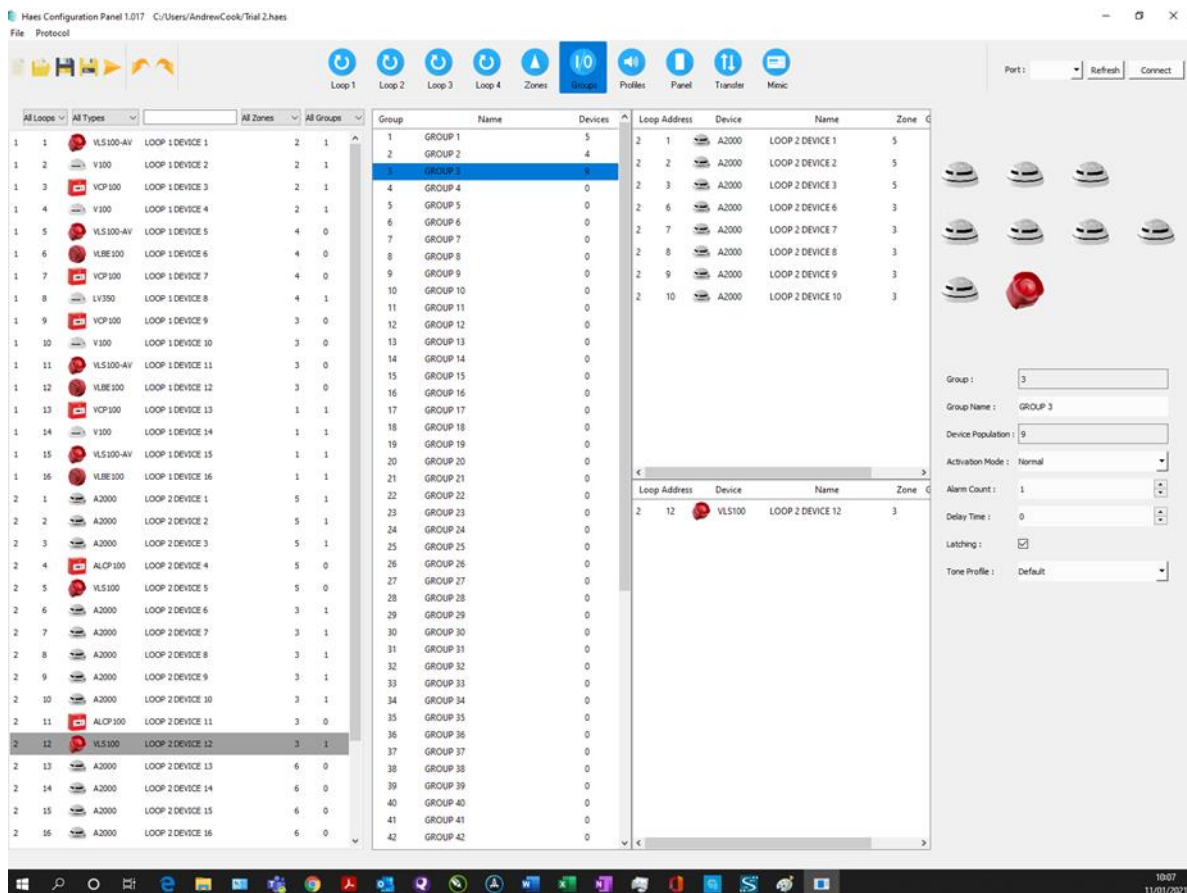 Haes Configuration Panel 1.017 C:/Users/AndrewCook/Trial 2.haes
File Protocol
Loop 1 Loop 2 Loop 3 Loop 4 Zones I/O Groups Profiles Panel Transfer Mimic
Port : Refresh Connect
All Loops All Types All Zones All Groups
1 1 VLS100-AV LOOP 1 DEVICE 1 2 1
1 2 V100 LOOP 1 DEVICE 2 2 1
1 3 VCP100 LOOP 1 DEVICE 3 2 1
1 4 V100 LOOP 1 DEVICE 4 2 1
1 5 VLS100-AV LOOP 1 DEVICE 5 4 0
1 6 VLBE100 LOOP 1 DEVICE 6 4 0
1 7 VCP100 LOOP 1 DEVICE 7 4 0
1 8 LV350 LOOP 1 DEVICE 8 4 1
1 9 VCP100 LOOP 1 DEVICE 9 3 0
1 10 V100 LOOP 1 DEVICE 10 3 0
1 11 VLS100-AV LOOP 1 DEVICE 11 3 0
1 12 VLBE100 LOOP 1 DEVICE 12 3 0
1 13 VCP100 LOOP 1 DEVICE 13 1 1
1 14 V100 LOOP 1 DEVICE 14 1 1
1 15 VLS100-AV LOOP 1 DEVICE 15 1 1
1 16 VLBE100 LOOP 1 DEVICE 16 1 1
2 1 A2000 LOOP 2 DEVICE 1 5 1
2 2 A2000 LOOP 2 DEVICE 2 5 1
2 3 A2000 LOOP 2 DEVICE 3 5 1
2 4 ALCP100 LOOP 2 DEVICE 4 5 0
2 5 VLS100 LOOP 2 DEVICE 5 5 0
2 6 A2000 LOOP 2 DEVICE 6 3 1
2 7 A2000 LOOP 2 DEVICE 7 3 1
2 8 A2000 LOOP 2 DEVICE 8 3 1
2 9 A2000 LOOP 2 DEVICE 9 3 1
2 10 A2000 LOOP 2 DEVICE 10 3 1
2 11 ALCP100 LOOP 2 DEVICE 11 3 0
2 12 VLS100 LOOP 2 DEVICE 12 3 1
2 13 A2000 LOOP 2 DEVICE 13 6 0
2 14 A2000 LOOP 2 DEVICE 14 6 0
2 15 A2000 LOOP 2 DEVICE 15 6 0
2 16 A2000 LOOP 2 DEVICE 16 6 0
Group Name Devices
1 GROUP 1 5
2 GROUP 2 4
3 GROUP 3 9
4 GROUP 4 0
5 GROUP 5 0
6 GROUP 6 0
7 GROUP 7 0
8 GROUP 8 0
9 GROUP 9 0
10 GROUP 10 0
11 GROUP 11 0
12 GROUP 12 0
13 GROUP 13 0
14 GROUP 14 0
15 GROUP 15 0
16 GROUP 16 0
17 GROUP 17 0
18 GROUP 18 0
19 GROUP 19 0
20 GROUP 20 0
21 GROUP 21 0
22 GROUP 22 0
23 GROUP 23 0
24 GROUP 24 0
25 GROUP 25 0
26 GROUP 26 0
27 GROUP 27 0
28 GROUP 28 0
29 GROUP 29 0
30 GROUP 30 0
31 GROUP 31 0
32 GROUP 32 0
33 GROUP 33 0
34 GROUP 34 0
35 GROUP 35 0
36 GROUP 36 0
37 GROUP 37 0
38 GROUP 38 0
39 GROUP 39 0
40 GROUP 40 0
41 GROUP 41 0
42 GROUP 42 0
Loop Address Device Name Zone G
2 1 A2000 LOOP 2 DEVICE 1 5
2 2 A2000 LOOP 2 DEVICE 2 5
2 3 A2000 LOOP 2 DEVICE 3 5
2 6 A2000 LOOP 2 DEVICE 6 3
2 7 A2000 LOOP 2 DEVICE 7 3
2 8 A2000 LOOP 2 DEVICE 8 3
2 9 A2000 LOOP 2 DEVICE 9 3
2 10 A2000 LOOP 2 DEVICE 10 3
Loop Address Device Name Zone G
2 12 VLS100 LOOP 2 DEVICE 12 3
Group : 3
Group Name : GROUP 3
Device Population : 9
Activation Mode : Normal
Alarm Count : 1
Delay Time : 0
Latching :
Tone Profile : Default
10:07
11/01/2021